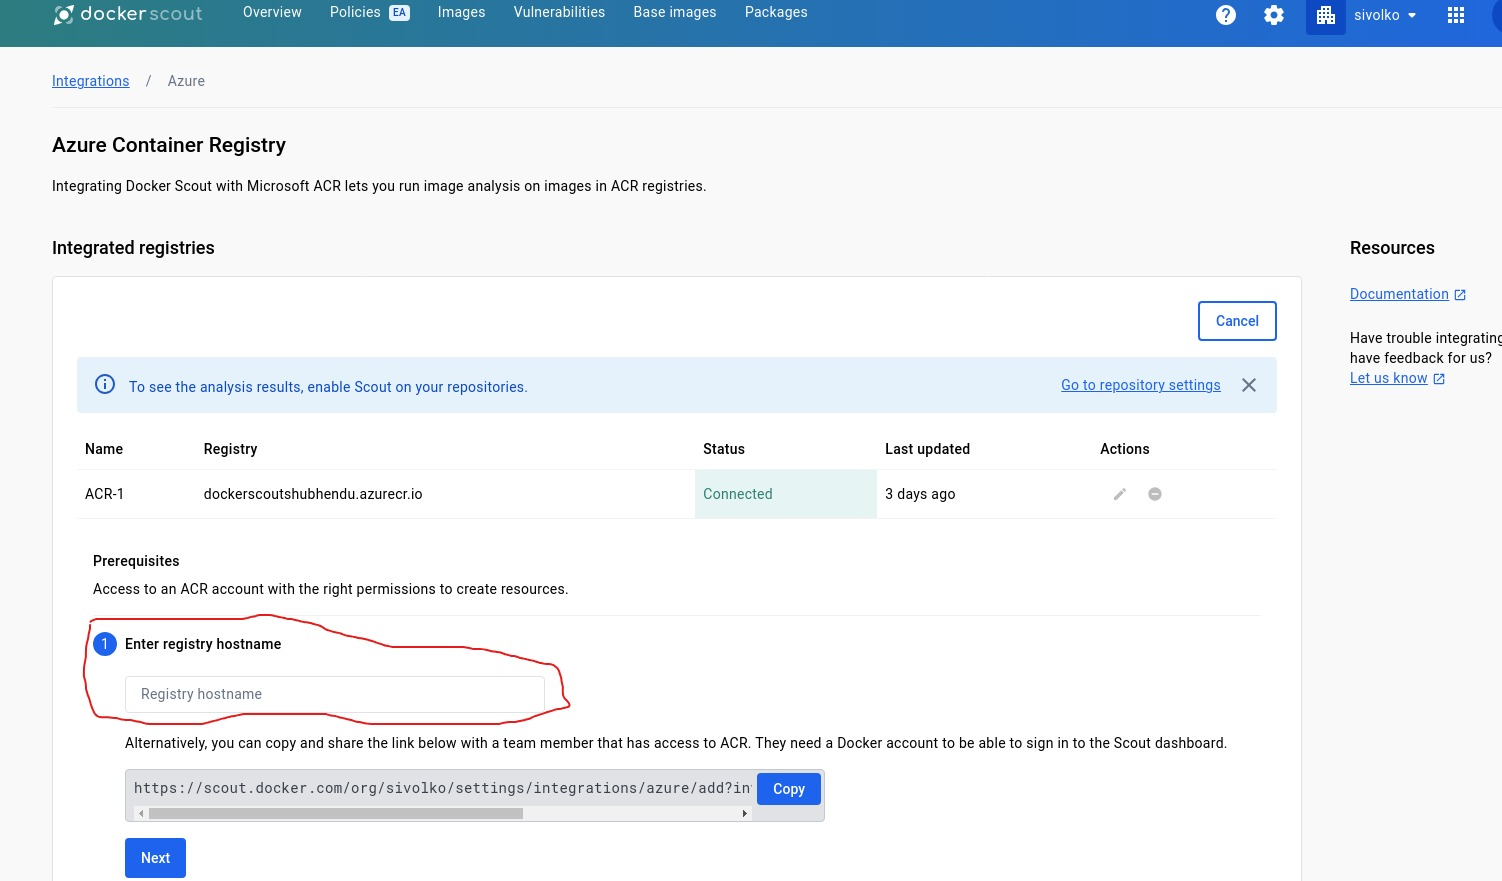 dockerscout Overview Policies EA Images Vulnerabilities Base images Packages sivolko
Integrations / Azure
Azure Container Registry
Integrating Docker Scout with Microsoft ACR lets you run image analysis on images in ACR registries.
Integrated registries
Cancel
To see the analysis results, enable Scout on your repositories. Go to repository settings
Name Registry Status Last updated Actions
ACR-1 dockerscoutshubhendu.azurecr.io Connected 3 days ago
Prerequisites
Access to an ACR account with the right permissions to create resources.
1 Enter registry hostname
Registry hostname
Alternatively, you can copy and share the link below with a team member that has access to ACR. They need a Docker account to be able to sign in to the Scout dashboard.
https://scout.docker.com/org/sivolko/settings/integrations/azure/add?in Copy
Next
Resources
Documentation
Have trouble integrating
have feedback for us?
Let us know